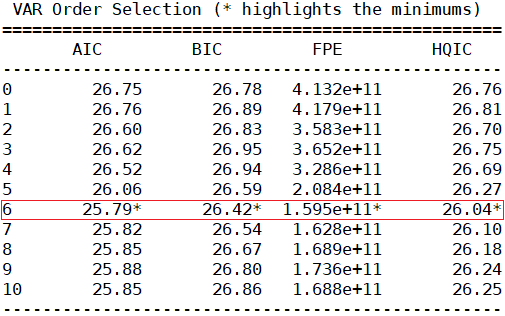 VAR Order Selection (* highlights the minimums)
==================================================
AIC BIC FPE HQIC
--------------------------------------------------
0 26.75 26.78 4.132e+11 26.76
1 26.76 26.89 4.179e+11 26.81
2 26.60 26.83 3.583e+11 26.70
3 26.62 26.95 3.652e+11 26.75
4 26.52 26.94 3.286e+11 26.69
5 26.06 26.59 2.084e+11 26.27
6 25.79* 26.42* 1.595e+11* 26.04*
7 25.82 26.54 1.628e+11 26.10
8 25.85 26.67 1.689e+11 26.18
9 25.88 26.80 1.736e+11 26.24
10 25.85 26.86 1.688e+11 26.25
--------------------------------------------------